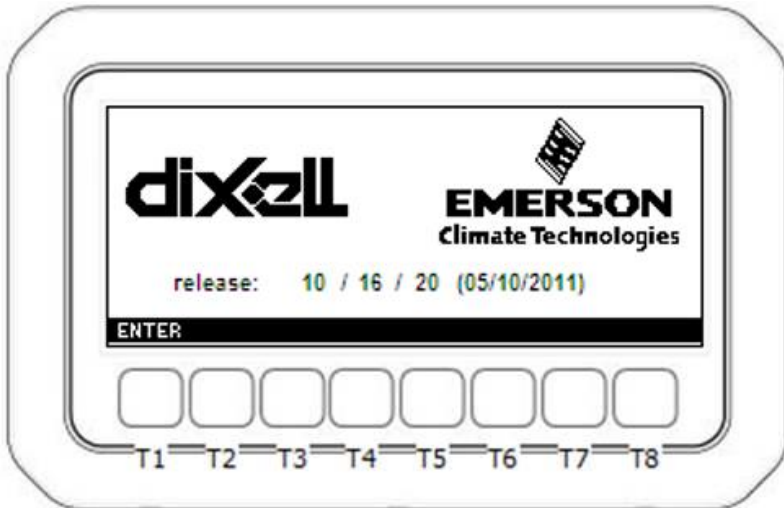 dixell
EMERSON
Climate Technologies
release: 10 / 16 / 20 (05/10/2011)
ENTER
T1 T2 T3 T4 T5 T6 T7 T8